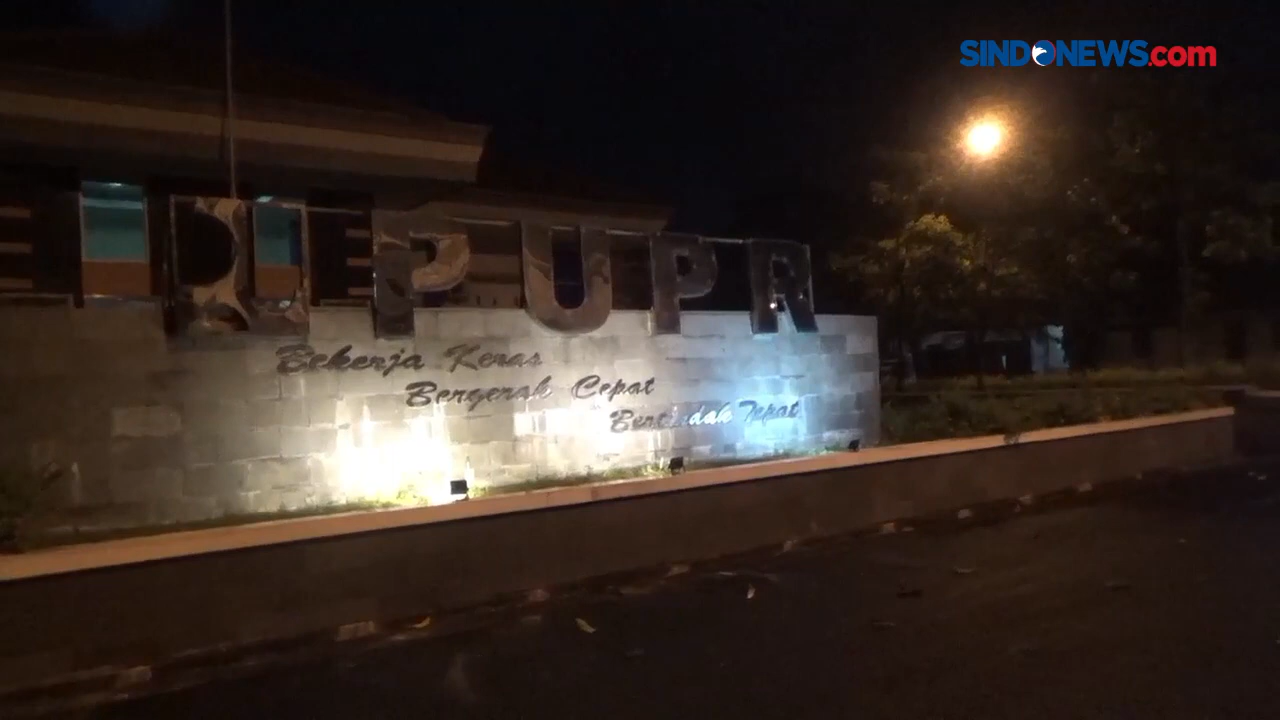 SINDONEWS.com
PUPR
Bekerja Keras
Bergerak Cepat
Bertindak Tepat